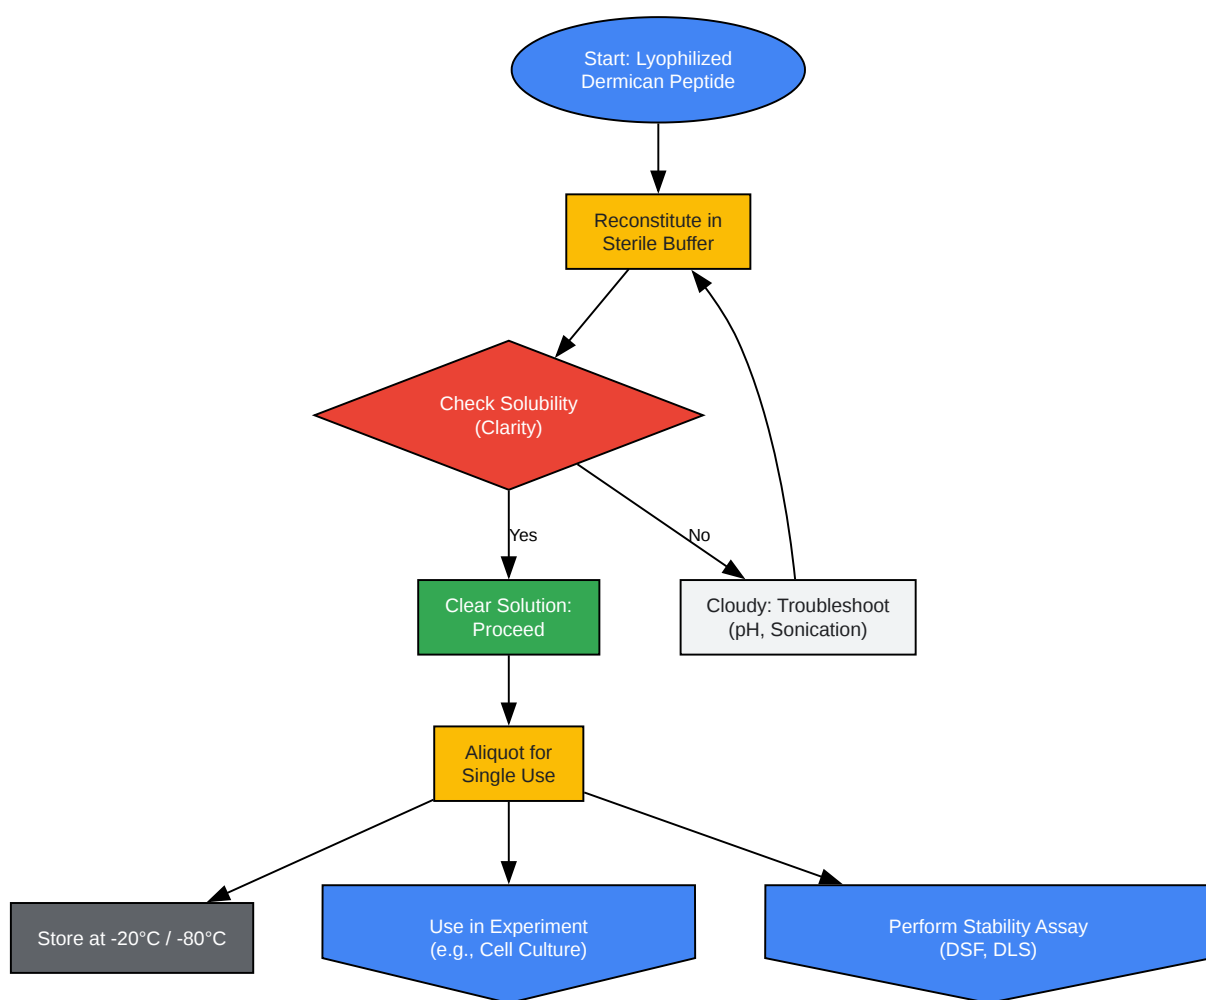 Start: Lyophilized
Dermican Peptide
Reconstitute in
Sterile Buffer
Check Solubility
(Clarity)
Yes
No
Clear Solution:
Proceed
Cloudy: Troubleshoot
(pH, Sonication)
Aliquot for
Single Use
Store at -20°C / -80°C
Use in Experiment
(e.g., Cell Culture)
Perform Stability Assay
(DSF, DLS)